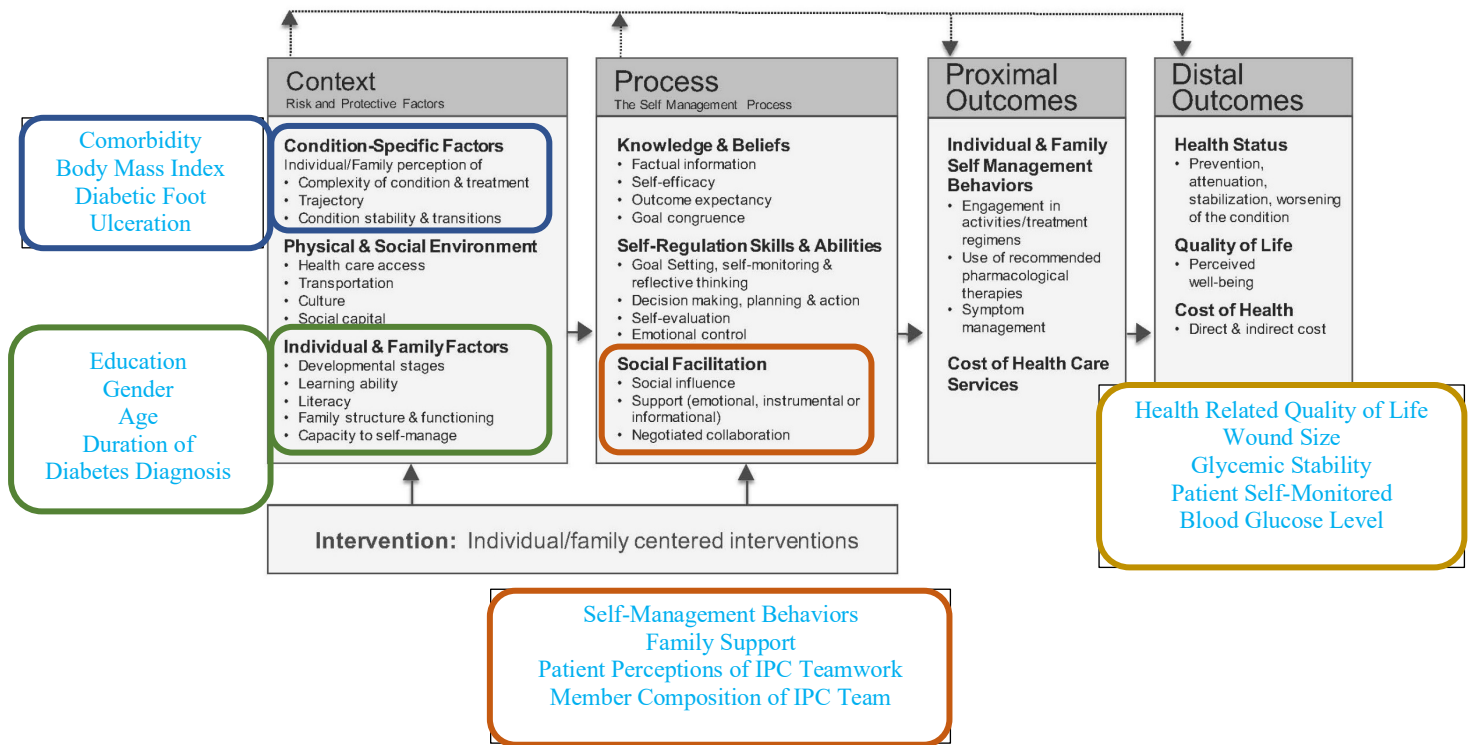 Context
Risk and Protective Factors
Condition-Specific Factors
Individual/Family perception of
• Complexity of condition & treatment
• Trajectory
• Condition stability & transitions
Physical & Social Environment
• Health care access
• Transportation
• Culture
• Social capital
Individual & Family Factors
• Developmental stages
• Learning ability
• Literacy
• Family structure & functioning
• Capacity to self-manage
Comorbidity
Body Mass Index
Diabetic Foot
Ulceration
Education
Gender
Age
Duration of
Diabetes Diagnosis
Process
The Self Management Process
Knowledge & Beliefs
• Factual information
• Self-efficacy
• Outcome expectancy
• Goal congruence
Self-Regulation Skills & Abilities
• Goal Setting, self-monitoring &
reflective thinking
• Decision making, planning & action
• Self-evaluation
• Emotional control
Social Facilitation
• Social influence
• Support (emotional, instrumental or
informational)
• Negotiated collaboration
Proximal
Outcomes
Individual & Family
Self Management
Behaviors
• Engagement in
activities/treatment
regimens
• Use of recommended
pharmacological
therapies
• Symptom
management
Cost of Health Care
Services
Distal
Outcomes
Health Status
• Prevention,
attenuation,
stabilization, worsening
of the condition
Quality of Life
• Perceived
well-being
Cost of Health
• Direct & indirect cost
Health Related Quality of Life
Wound Size
Glycemic Stability
Patient Self-Monitored
Blood Glucose Level
Intervention: Individual/family centered interventions
Self-Management Behaviors
Family Support
Patient Perceptions of IPC Teamwork
Member Composition of IPC Team